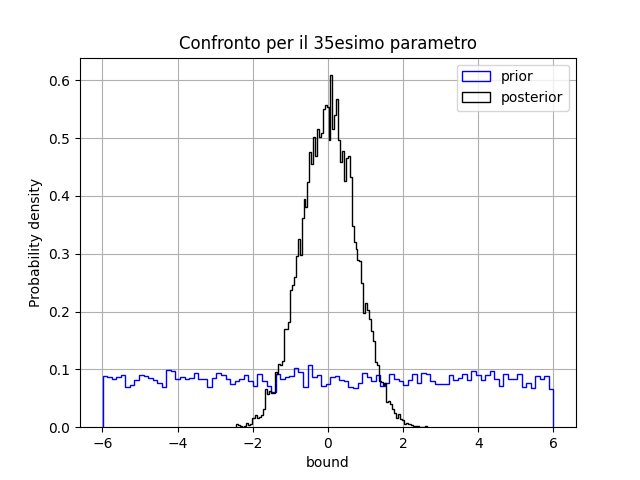 Confronto per il 35esimo parametro
prior
posterior
Probability density
0.6
0.5
0.4
0.3
0.2
0.1
0.0
−6 −4 −2 0 2 4 6
bound